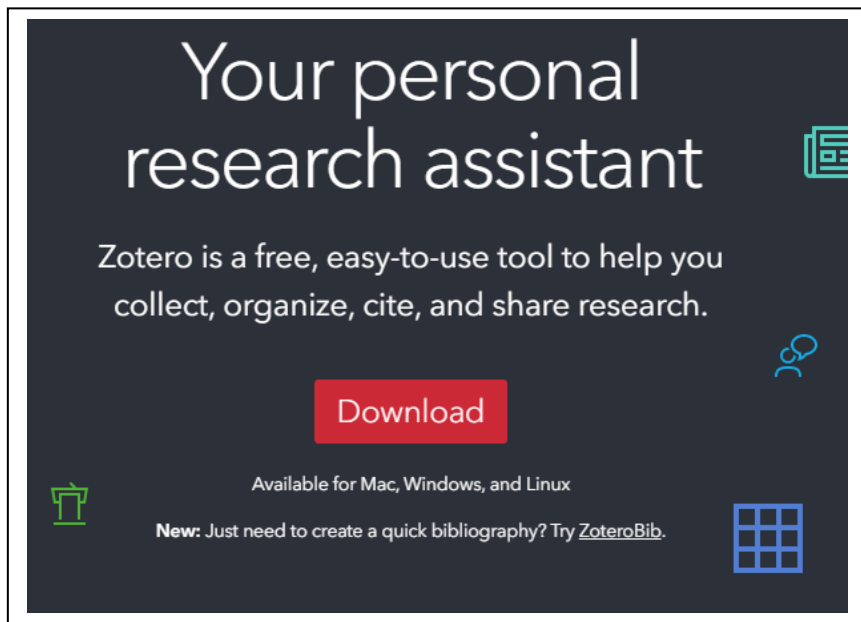 Your personal
research assistant
Zotero is a free, easy-to-use tool to help you
collect, organize, cite, and share research.
Download
Available for Mac, Windows, and Linux
New: Just need to create a quick bibliography? Try ZoteroBib.